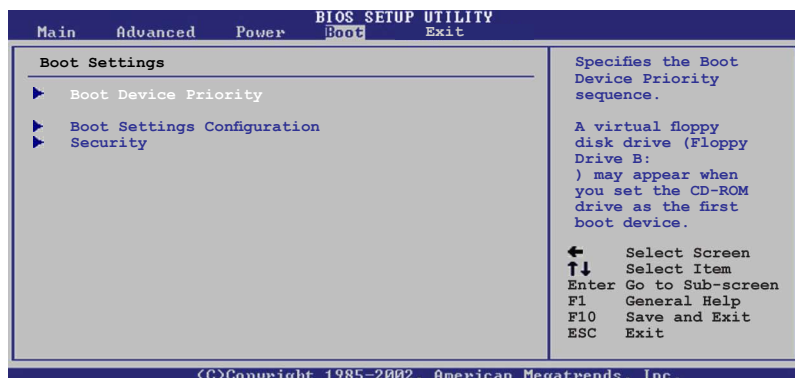 BIOS SETUP UTILITY
Main Advanced Power Boot Exit
Boot Settings
Boot Device Priority
Boot Settings Configuration
Security
Specifies the Boot
Device Priority
sequence.
A virtual floppy
disk drive (Floppy
Drive B:
) may appear when
you set the CD-ROM
drive as the first
boot device.
← Select Screen
↑↓ Select Item
Enter Go to Sub-screen
F1 General Help
F10 Save and Exit
ESC Exit
(C)Copyright 1985-2002, American Megatrends, Inc.